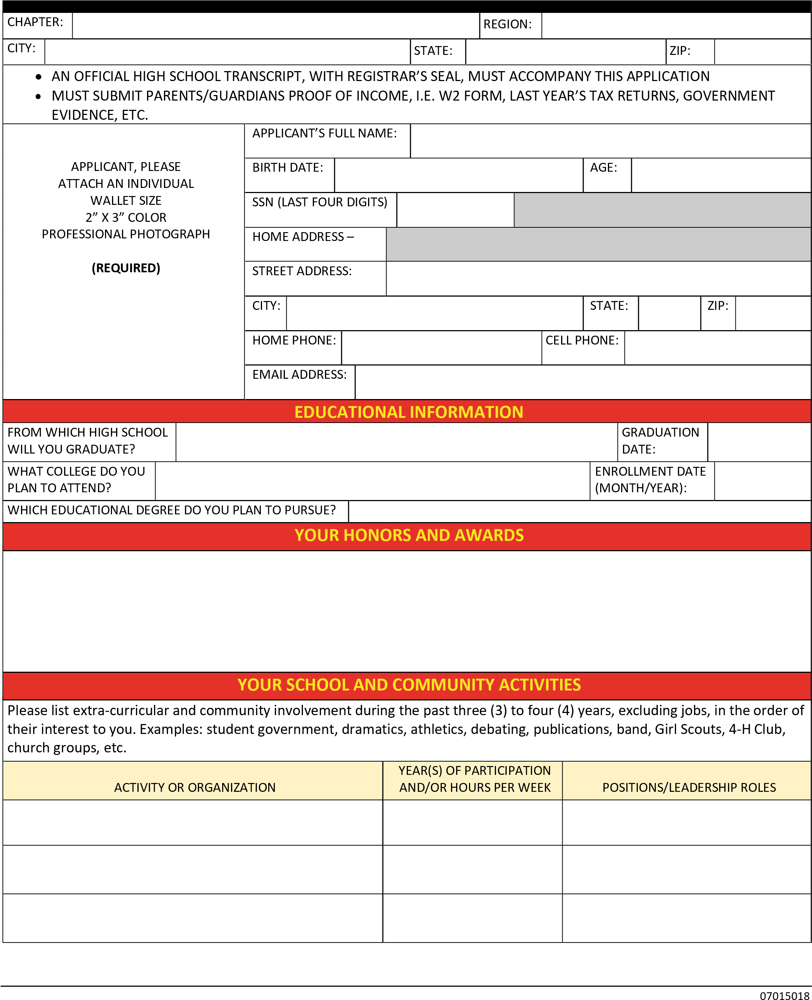 CHAPTER: REGION:
CITY: STATE: ZIP:
• AN OFFICIAL HIGH SCHOOL TRANSCRIPT, WITH REGISTRAR’S SEAL, MUST ACCOMPANY THIS APPLICATION
• MUST SUBMIT PARENTS/GUARDIANS PROOF OF INCOME, I.E. W2 FORM, LAST YEAR’S TAX RETURNS, GOVERNMENT
EVIDENCE, ETC.
APPLICANT, PLEASE
ATTACH AN INDIVIDUAL
WALLET SIZE
2” X 3” COLOR
PROFESSIONAL PHOTOGRAPH
(REQUIRED)
APPLICANT’S FULL NAME:
BIRTH DATE: AGE:
SSN (LAST FOUR DIGITS)
HOME ADDRESS –
STREET ADDRESS:
CITY: STATE: ZIP:
HOME PHONE: CELL PHONE:
EMAIL ADDRESS:
EDUCATIONAL INFORMATION
FROM WHICH HIGH SCHOOL
WILL YOU GRADUATE?
GRADUATION
DATE:
WHAT COLLEGE DO YOU
PLAN TO ATTEND?
ENROLLMENT DATE
(MONTH/YEAR):
WHICH EDUCATIONAL DEGREE DO YOU PLAN TO PURSUE?
YOUR HONORS AND AWARDS
YOUR SCHOOL AND COMMUNITY ACTIVITIES
Please list extra-curricular and community involvement during the past three (3) to four (4) years, excluding jobs, in the order of
their interest to you. Examples: student government, dramatics, athletics, debating, publications, band, Girl Scouts, 4-H Club,
church groups, etc.
ACTIVITY OR ORGANIZATION
YEAR(S) OF PARTICIPATION
AND/OR HOURS PER WEEK
POSITIONS/LEADERSHIP ROLES
07015018